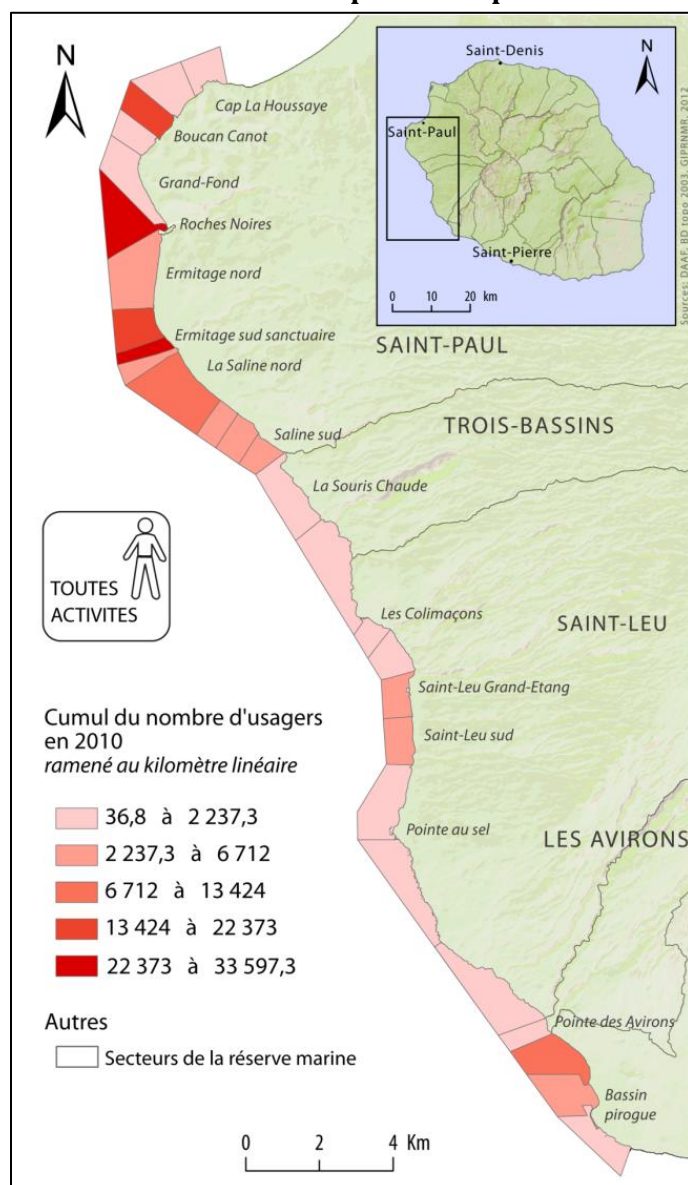 N
Cap La Houssaye
Boucan Canot
Grand-Fond
Roches Noires
Ermitage nord
Ermitage sud sanctuaire
La Saline nord
Saline sud
La Souris Chaude
Les Colimaçons
Saint-Leu Grand-Etang
Saint-Leu sud
Pointe au sel
Pointe des Avirons
Bassin
pirogue
Saint-Denis
N
Saint-Paul
Saint-Pierre
0 10 20 km
Sources: DAAF, BD topo 2003, GIPRNMR, 2012
SAINT-PAUL
TROIS-BASSINS
SAINT-LEU
LES AVIRONS
TOUTES
ACTIVITES
Cumul du nombre d'usagers
en 2010
ramené au kilomètre linéaire
36,8 à 2 237,3
2 237,3 à 6 712
6 712 à 13 424
13 424 à 22 373
22 373 à 33 597,3
Autres
Secteurs de la réserve marine
0 2 4 Km